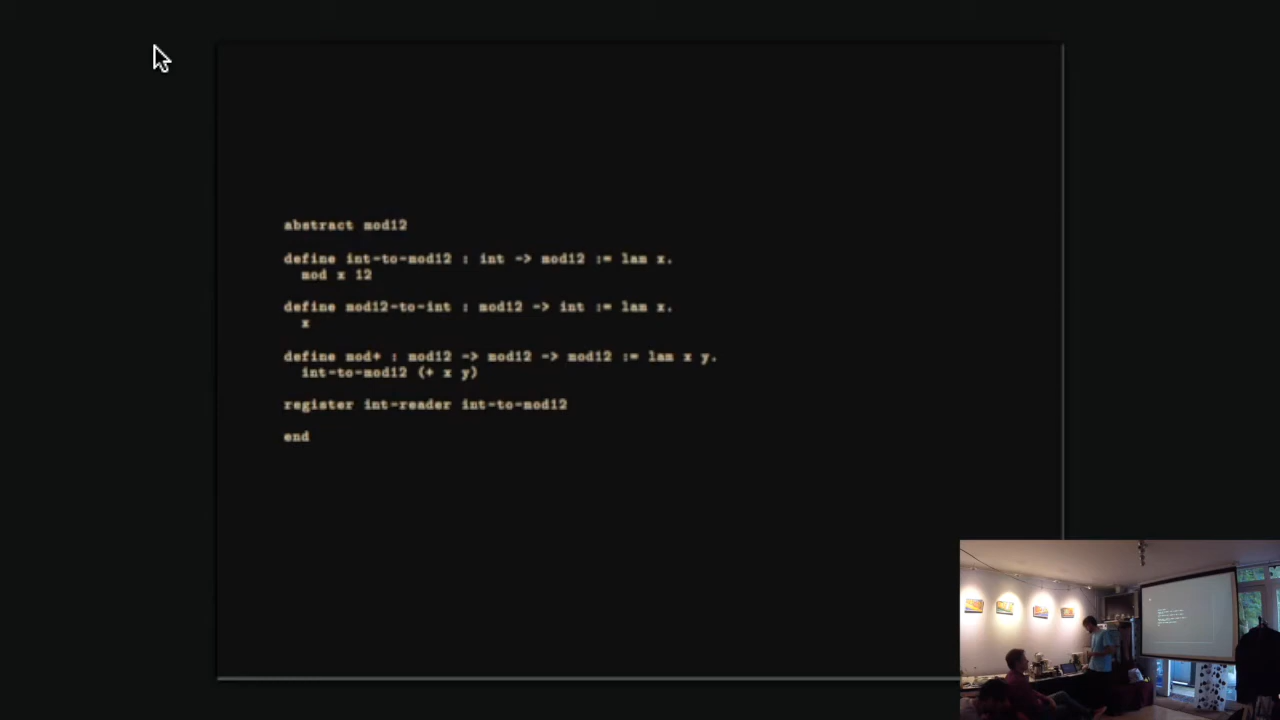 abstract mod12
define int-to-mod12 : int -> mod12 := lam x.
mod x 12
define mod12-to-int : mod12 -> int := lam x.
x
define mod+ : mod12 -> mod12 -> mod12 := lam x y.
int-to-mod12 (+ x y)
register int-reader int-to-mod12
end